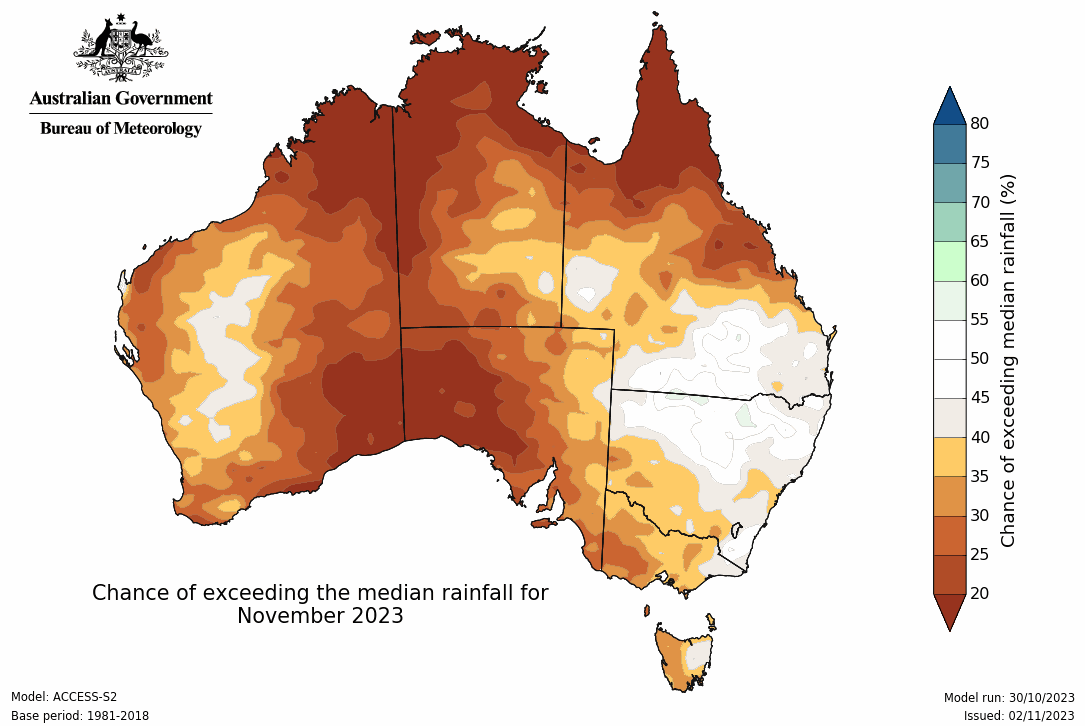 Australian Government
Bureau of Meteorology
80
75
70
65
60
55
50
45
40
35
30
25
20
Chance of exceeding median rainfall (%)
Chance of exceeding the median rainfall for
November 2023
Model: ACCESS-S2
Base period: 1981-2018
Model run: 30/10/2023
Issued: 02/11/2023